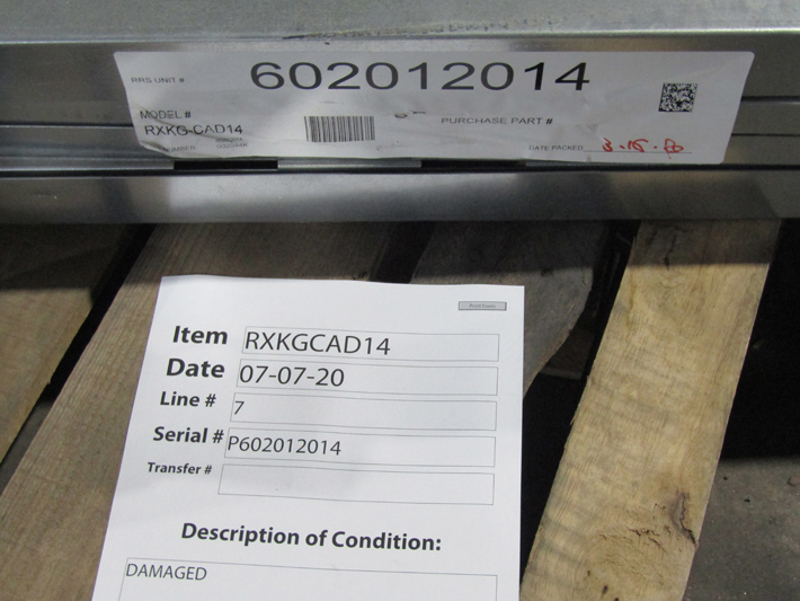 RRS UNIT # 602012014
MODEL # PURCHASE PART #
RXKG-CAD14
DATE PACKED
Item RXKGCAD14
Date 07-07-20
Line # 7
Serial # P602012014
Transfer #
Description of Condition:
DAMAGED